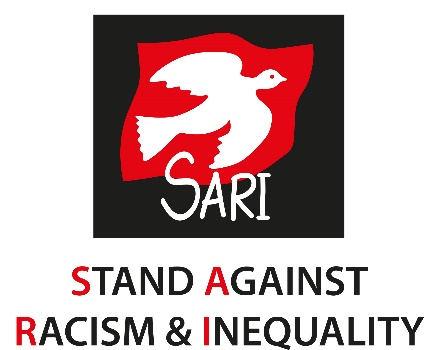 SARI
STAND AGAINST
RACISM & INEQUALITY